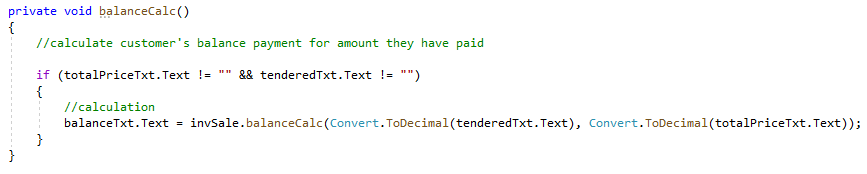 private void balanceCalc()
{
//calculate customer's balance payment for amount they have paid
if (totalPriceTxt.Text != "" && tenderedTxt.Text != "")
{
//calculation
balanceTxt.Text = invSale.balanceCalc(Convert.ToDecimal(tenderedTxt.Text), Convert.ToDecimal(totalPriceTxt.Text));
}
}